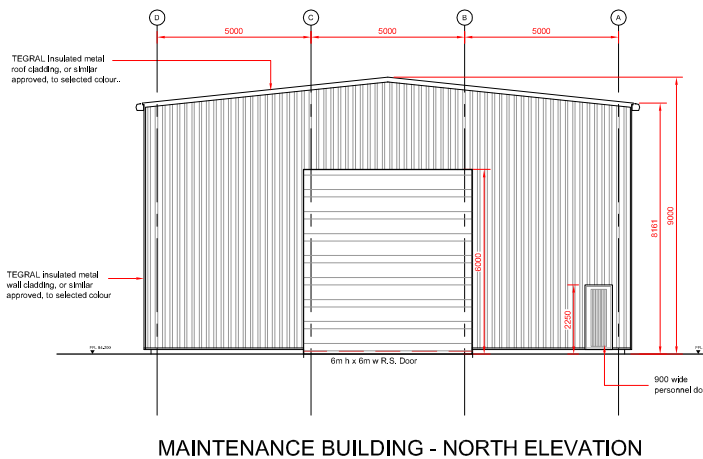 D
C
B
A
5000
5000
5000
TEGRAL Insulated metal
roof cladding, or similar
approved, to selected colour..
8161
9000
6000
TEGRAL insulated metal
wall cladding, or similar
approved, to selected colour
2250
6m h x 6m w R.S. Door
900 wide
personnel do
MAINTENANCE BUILDING - NORTH ELEVATION